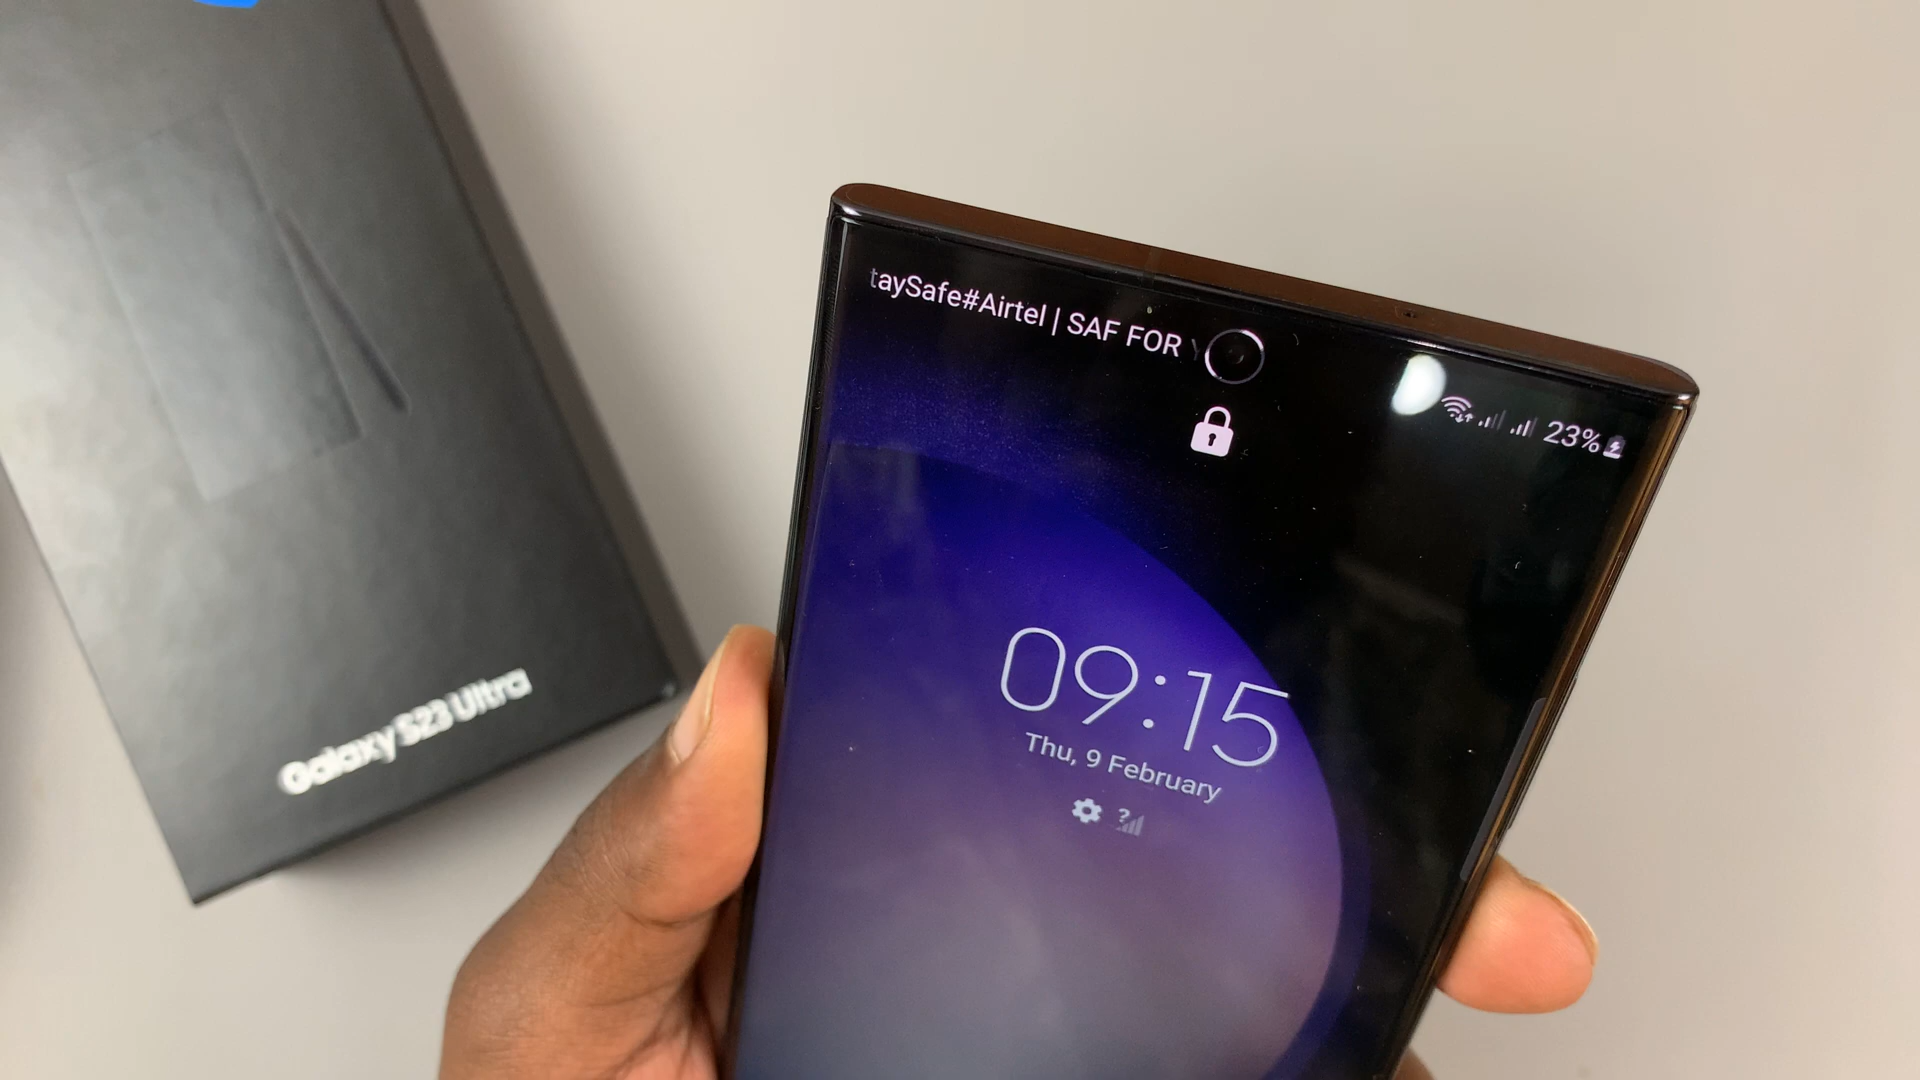 taySafe#Airtel | SAF FOR
23%
09:15
Thu, 9 February
?
Galaxy S23 Ultra